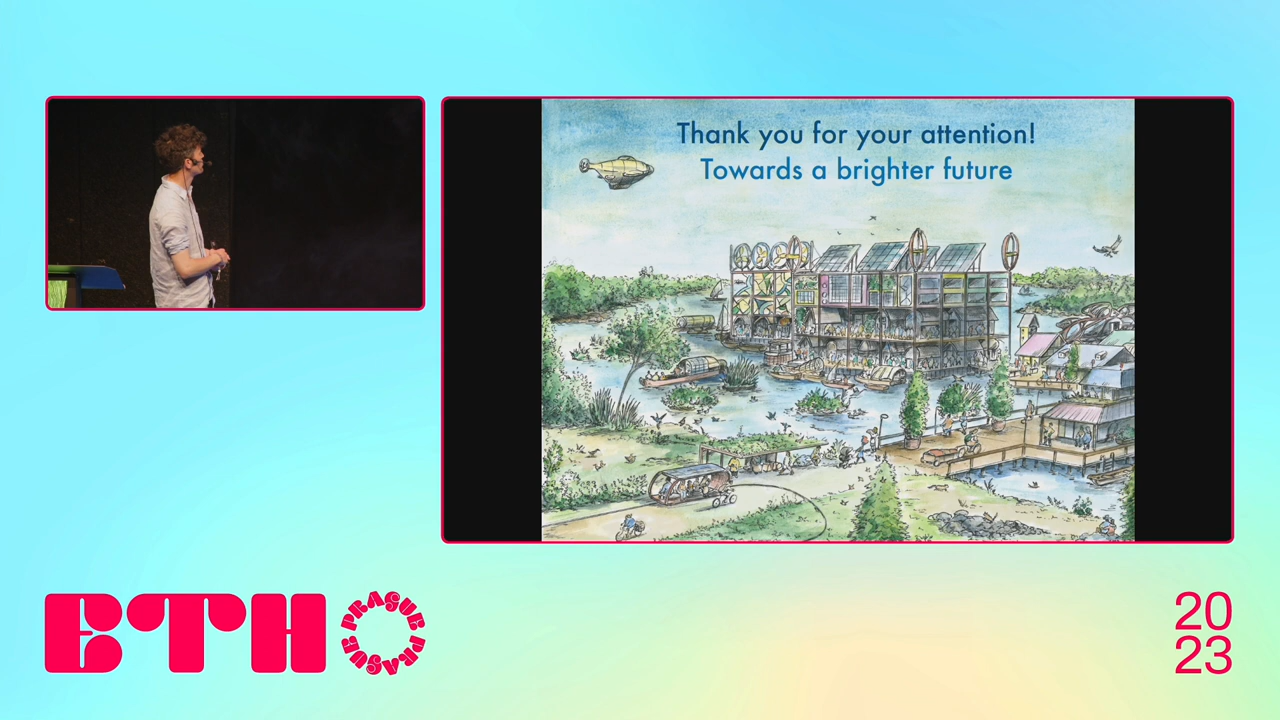 Thank you for your attention!
Towards a brighter future
ETH
PRAGUE PRAGUE
20
23